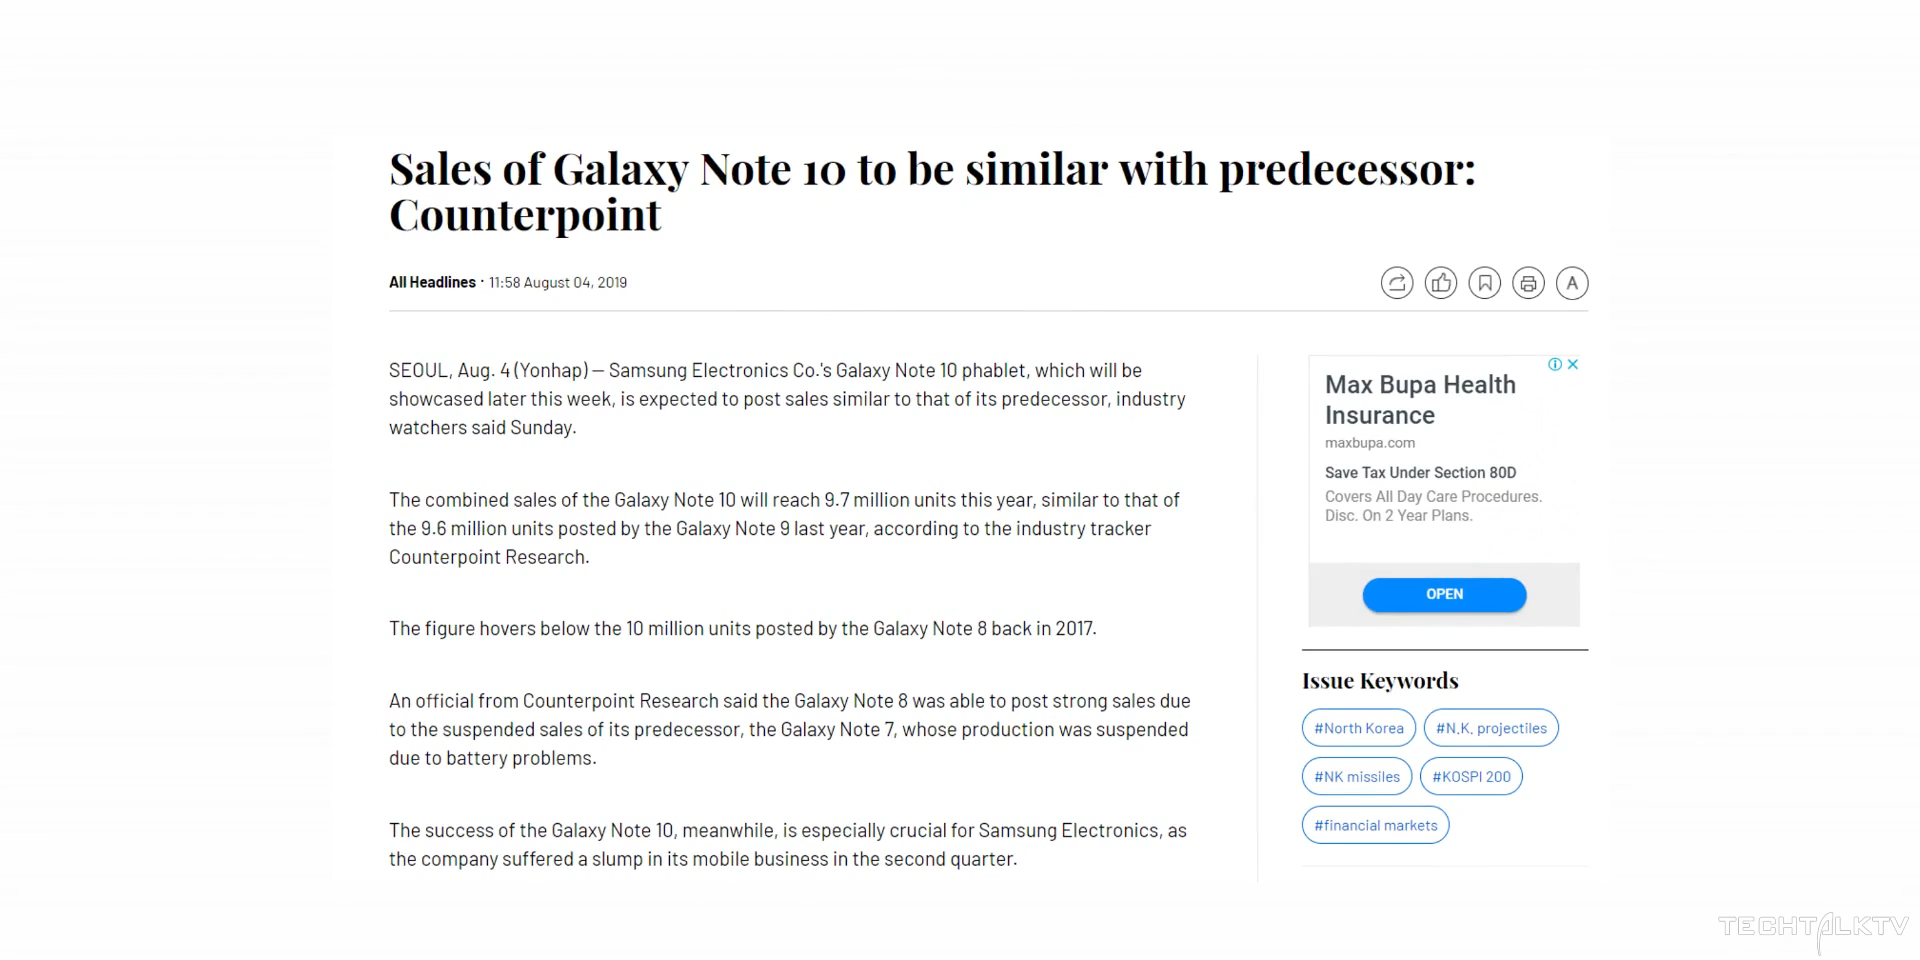 Sales of Galaxy Note 10 to be similar with predecessor:
Counterpoint
All Headlines · 11:58 August 04, 2019
A
SEOUL, Aug. 4 (Yonhap) — Samsung Electronics Co.'s Galaxy Note 10 phablet, which will be
showcased later this week, is expected to post sales similar to that of its predecessor, industry
watchers said Sunday.
The combined sales of the Galaxy Note 10 will reach 9.7 million units this year, similar to that of
the 9.6 million units posted by the Galaxy Note 9 last year, according to the industry tracker
Counterpoint Research.
The figure hovers below the 10 million units posted by the Galaxy Note 8 back in 2017.
An official from Counterpoint Research said the Galaxy Note 8 was able to post strong sales due
to the suspended sales of its predecessor, the Galaxy Note 7, whose production was suspended
due to battery problems.
The success of the Galaxy Note 10, meanwhile, is especially crucial for Samsung Electronics, as
the company suffered a slump in its mobile business in the second quarter.
Max Bupa Health
Insurance
maxbupa.com
Save Tax Under Section 80D
Covers All Day Care Procedures.
Disc. On 2 Year Plans.
OPEN
Issue Keywords
#North Korea #N.K. projectiles
#NK missiles #KOSPI 200
#financial markets
TECHTALKTV